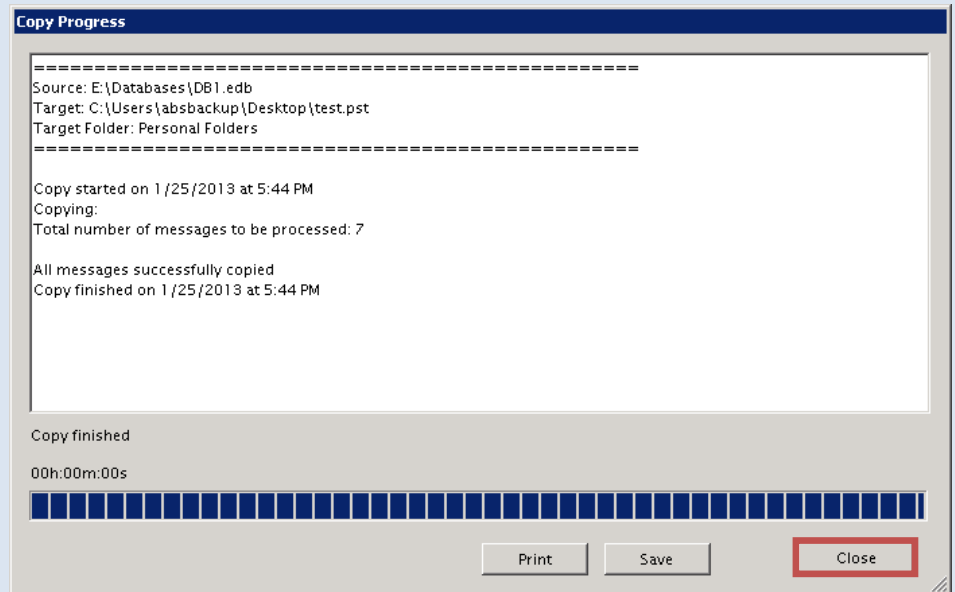 Copy Progress
==================================================
Source: E:\Databases\DB1.edb
Target: C:\Users\absbackup\Desktop\test.pst
Target Folder: Personal Folders
==================================================
Copy started on 1/25/2013 at 5:44 PM
Copying:
Total number of messages to be processed: 7
All messages successfully copied
Copy finished on 1/25/2013 at 5:44 PM
Copy finished
00h:00m:00s
Print Save Close